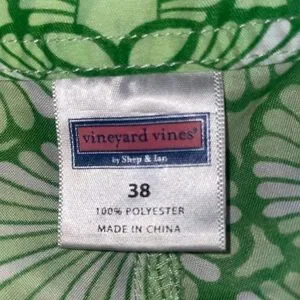 vineyard vines®
by Shep & Ian
38
100% POLYESTER
MADE IN CHINA